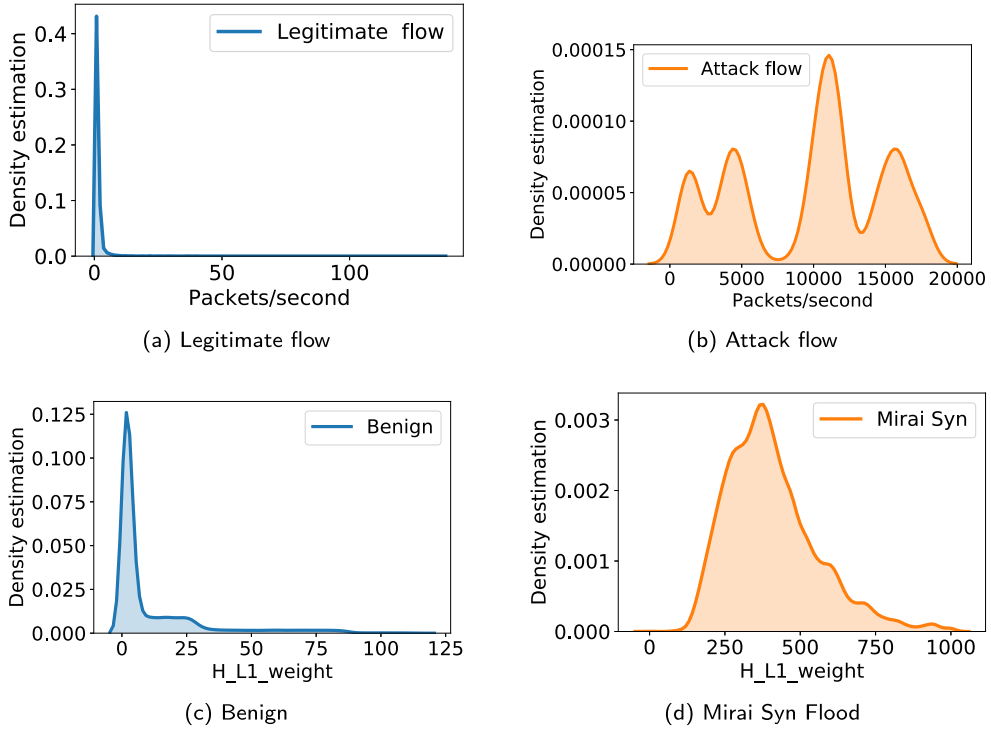 Legitimate flow
Density estimation
0.4
0.3
0.2
0.1
0.0
0
50
100
Packets/second
(a) Legitimate flow
Attack flow
Density estimation
0.00015
0.00010
0.00005
0.00000
0
5000
10000
15000
20000
Packets/second
(b) Attack flow
Benign
Density estimation
0.125
0.100
0.075
0.050
0.025
0.000
0
25
50
75
100
125
H_L1_weight
(c) Benign
Mirai Syn
Density estimation
0.003
0.002
0.001
0.000
0
250
500
750
1000
H_L1_weight
(d) Mirai Syn Flood